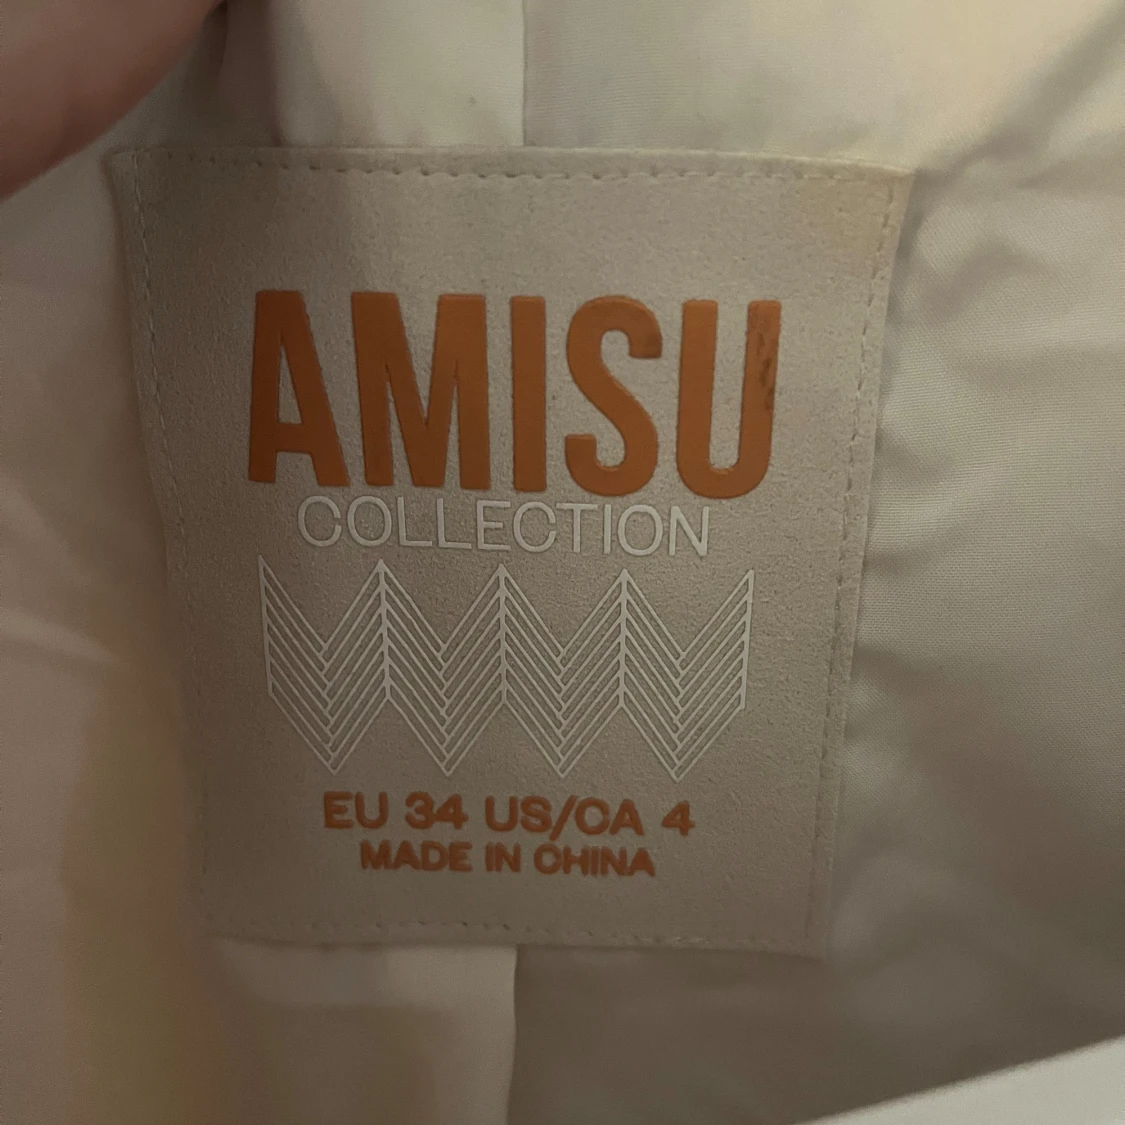 AMISU
COLLECTION
EU 34 US/CA 4
MADE IN CHINA